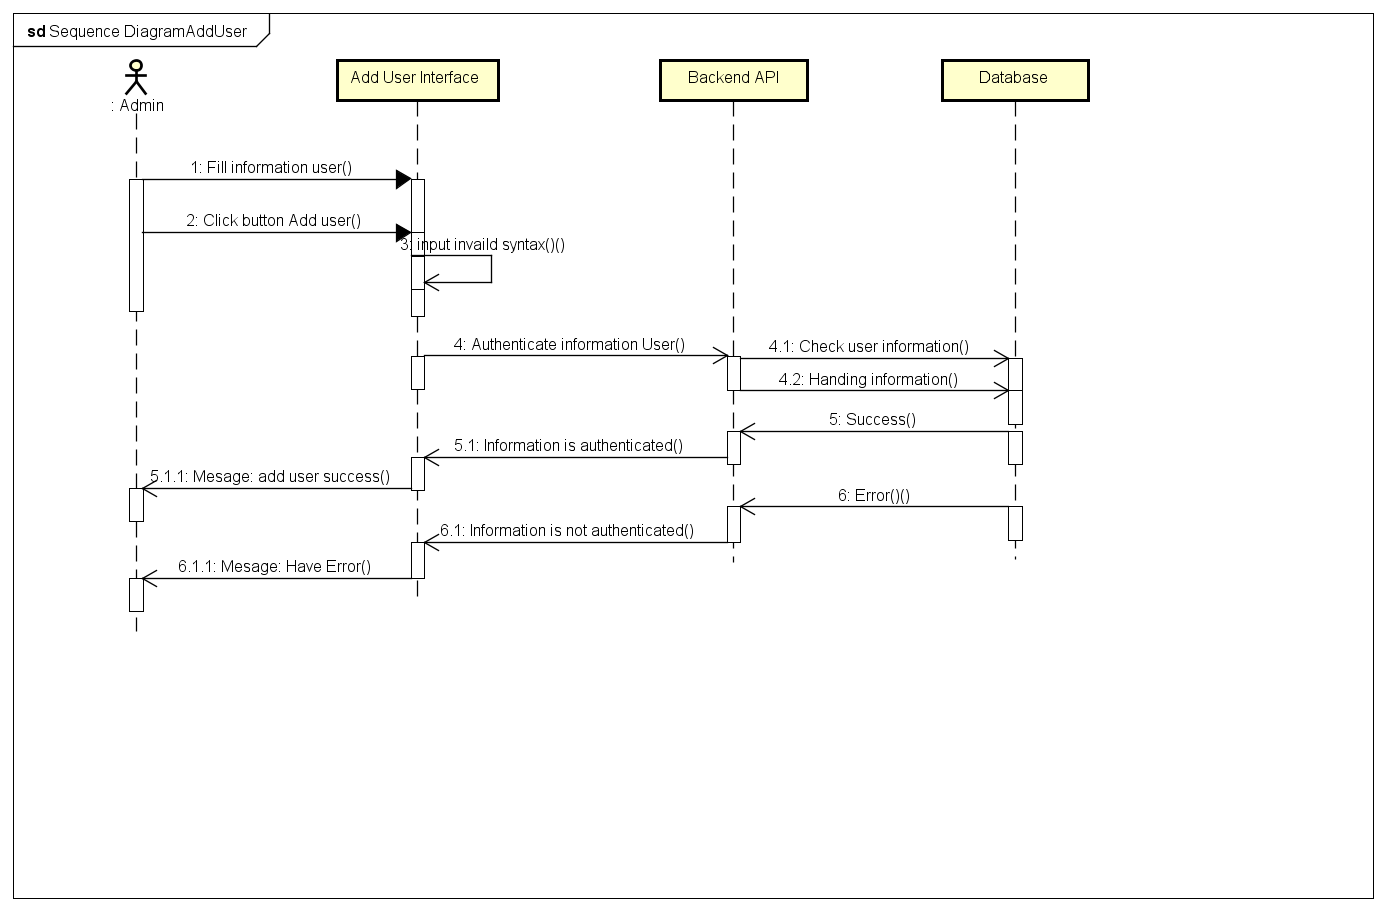 sd Sequence DiagramAddUser
: Admin
Add User Interface
Backend API
Database
1: Fill information user()
2: Click button Add user()
3: input invaild syntax()()
4: Authenticate information User()
4.1: Check user information()
4.2: Handing information()
5: Success()
5.1: Information is authenticated()
5.1.1: Mesage: add user success()
6: Error()()
6.1: Information is not authenticated()
6.1.1: Mesage: Have Error()